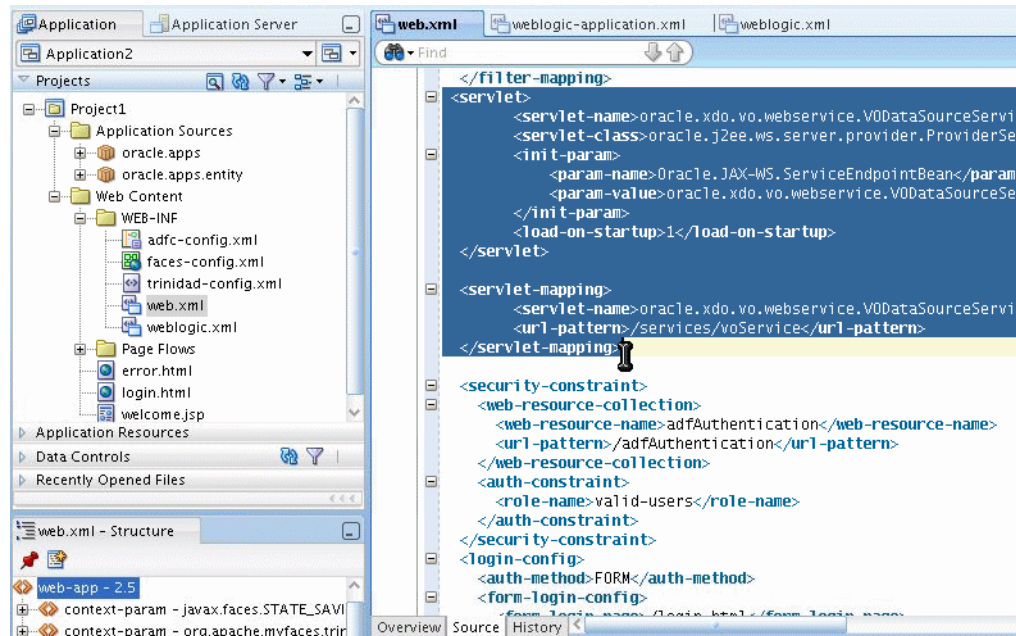 Application
Application Server
Application2
Projects
Project1
Application Sources
oracle.apps
oracle.apps.entity
Web Content
WEB-INF
adfc-config.xml
faces-config.xml
trinidad-config.xml
web.xml
weblogic.xml
Page Flows
error.html
login.html
welcome.jsp
Application Resources
Data Controls
Recently Opened Files
web.xml - Structure
web-app - 2.5
context-param - javax.faces.STATE_SAVI
context-param - org.apache.myfaces.trir
web.xml
weblogic-application.xml
weblogic.xml
Find
</filter-mapping>
<servlet>
<servlet-name>oracle.xdo.vo.webservice.VODataSourceServi
<servlet-class>oracle.j2ee.ws.server.provider.ProviderSe
<init-param>
<param-name>Oracle.JAX-WS.ServiceEndpointBean</param
<param-value>oracle.xdo.vo.webservice.VODataSourceSe
</init-param>
<load-on-startup>1</load-on-startup>
</servlet>
<servlet-mapping>
<servlet-name>oracle.xdo.vo.webservice.VODataSourceServi
<url-pattern>/services/voService</url-pattern>
</servlet-mapping>
<security-constraint>
<web-resource-collection>
<web-resource-name>adfAuthentication</web-resource-name>
<url-pattern>/adfAuthentication</url-pattern>
</web-resource-collection>
<auth-constraint>
<role-name>valid-users</role-name>
</auth-constraint>
</security-constraint>
<login-config>
<auth-method>FORM</auth-method>
<form-login-config>
<form-login-page>/login.html</form-login-page>
Overview Source History